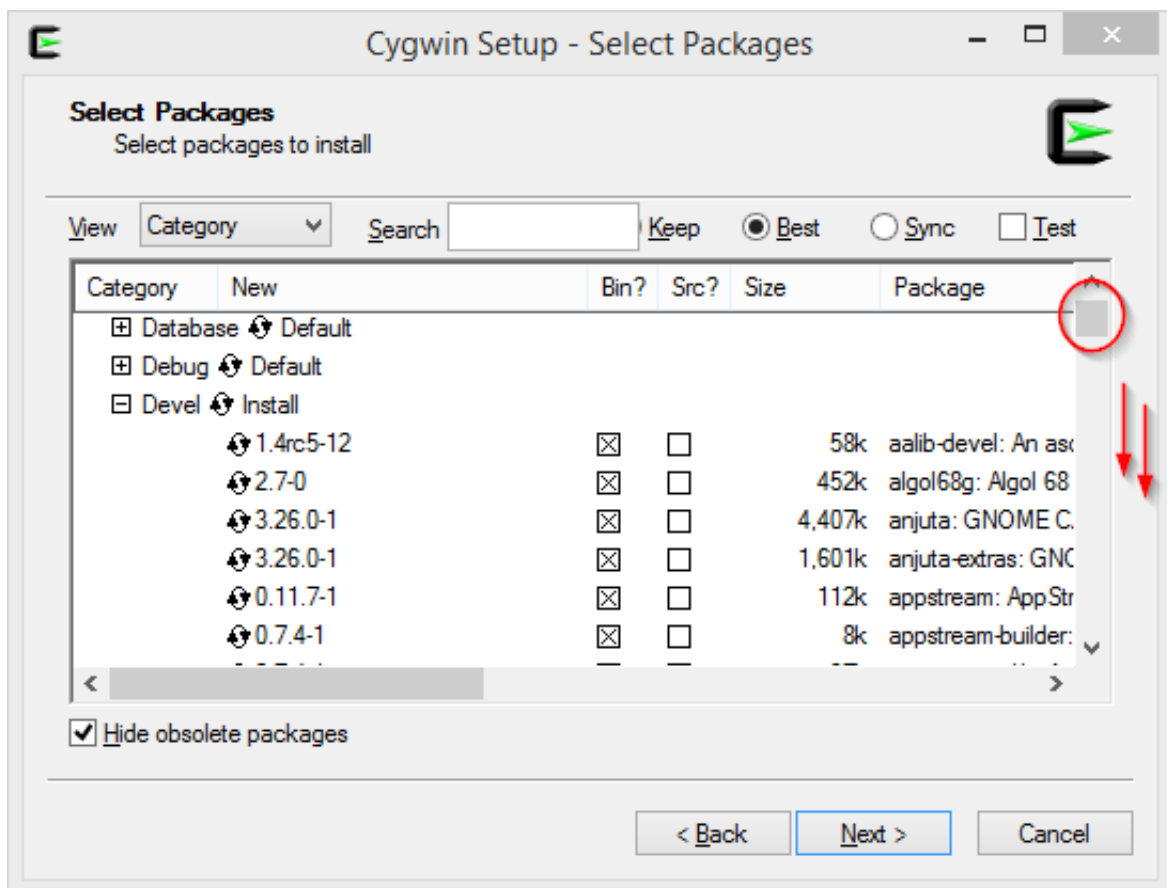 Cygwin Setup - Select Packages
Select Packages
Select packages to install
View Category Search Keep Best Sync Test
Category New Bin? Src? Size Package
Database Default
Debug Default
Devel Install
1.4rc5-12 58k aalib-devel: An asc
2.7-0 452k algol68g: Algol 68
3.26.0-1 4,407k anjuta: GNOME C.
3.26.0-1 1,601k anjuta-extras: GNO
0.11.7-1 112k appstream: AppStr
0.7.4-1 8k appstream-builder:
Hide obsolete packages
< Back Next > Cancel